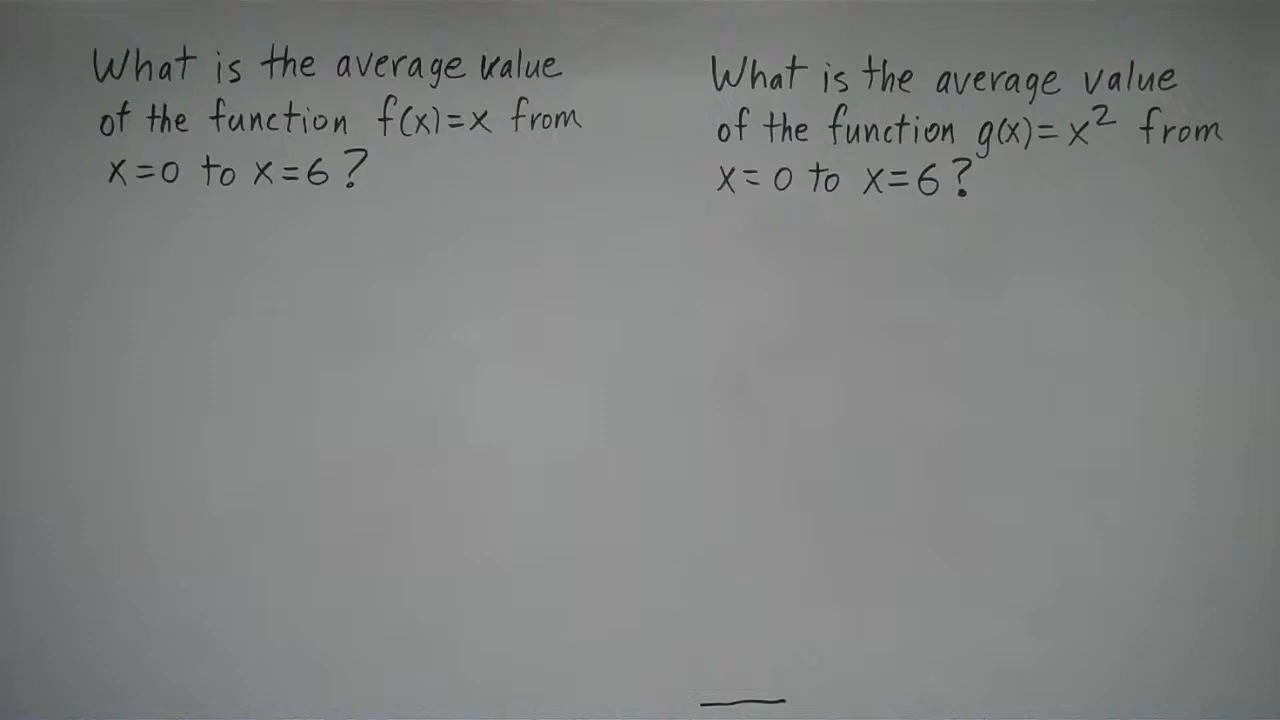 What is the average value
of the function f(x)=x from
x=0 to x=6?
What is the average value
of the function g(x)=x² from
x=0 to x=6?